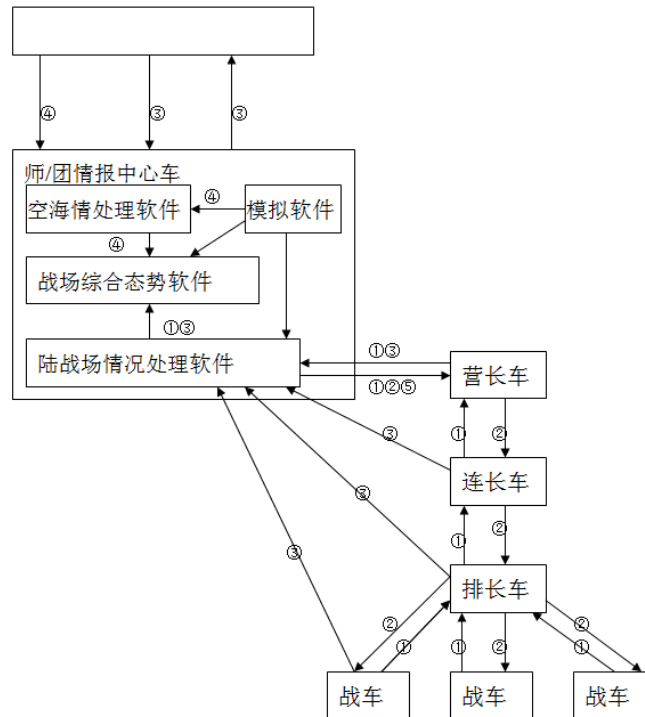 ④
③
③
师/团情报中心车
空海情处理软件
④
模拟软件
④
战场综合态势软件
①③
陆战场情况处理软件
①③
①②⑤
营长车
③
①
②
连长车
③
①
②
③
排长车
②
①
①
②
②
①
战车
战车
战车